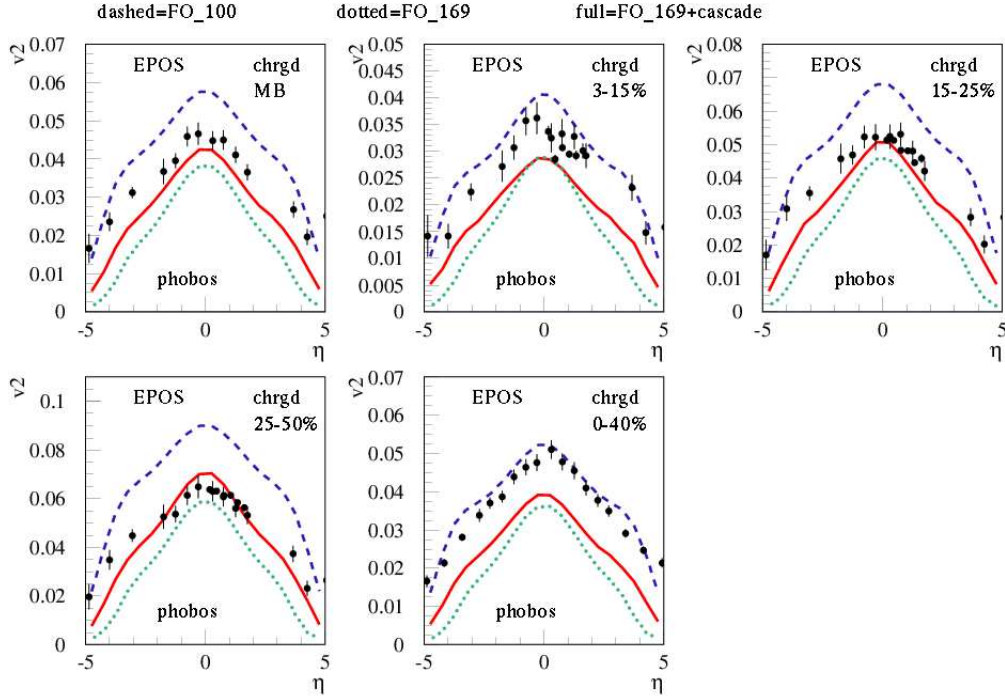 dashed=FO_100 dotted=FO_169 full=FO_169+cascade
v2
0.07
0.06
0.05
0.04
0.03
0.02
0.01
0
EPOS
chrgd
MB
phobos
-5 0 5
η
v2
0.05
0.045
0.04
0.035
0.03
0.025
0.02
0.015
0.01
0.005
0
EPOS
chrgd
3-15%
phobos
-5 0 5
η
v2
0.08
0.07
0.06
0.05
0.04
0.03
0.02
0.01
0
EPOS
chrgd
15-25%
phobos
-5 0 5
η
v2
0.1
0.08
0.06
0.04
0.02
0
EPOS
chrgd
25-50%
phobos
-5 0 5
η
v2
0.07
0.06
0.05
0.04
0.03
0.02
0.01
0
EPOS
chrgd
0-40%
phobos
-5 0 5
η